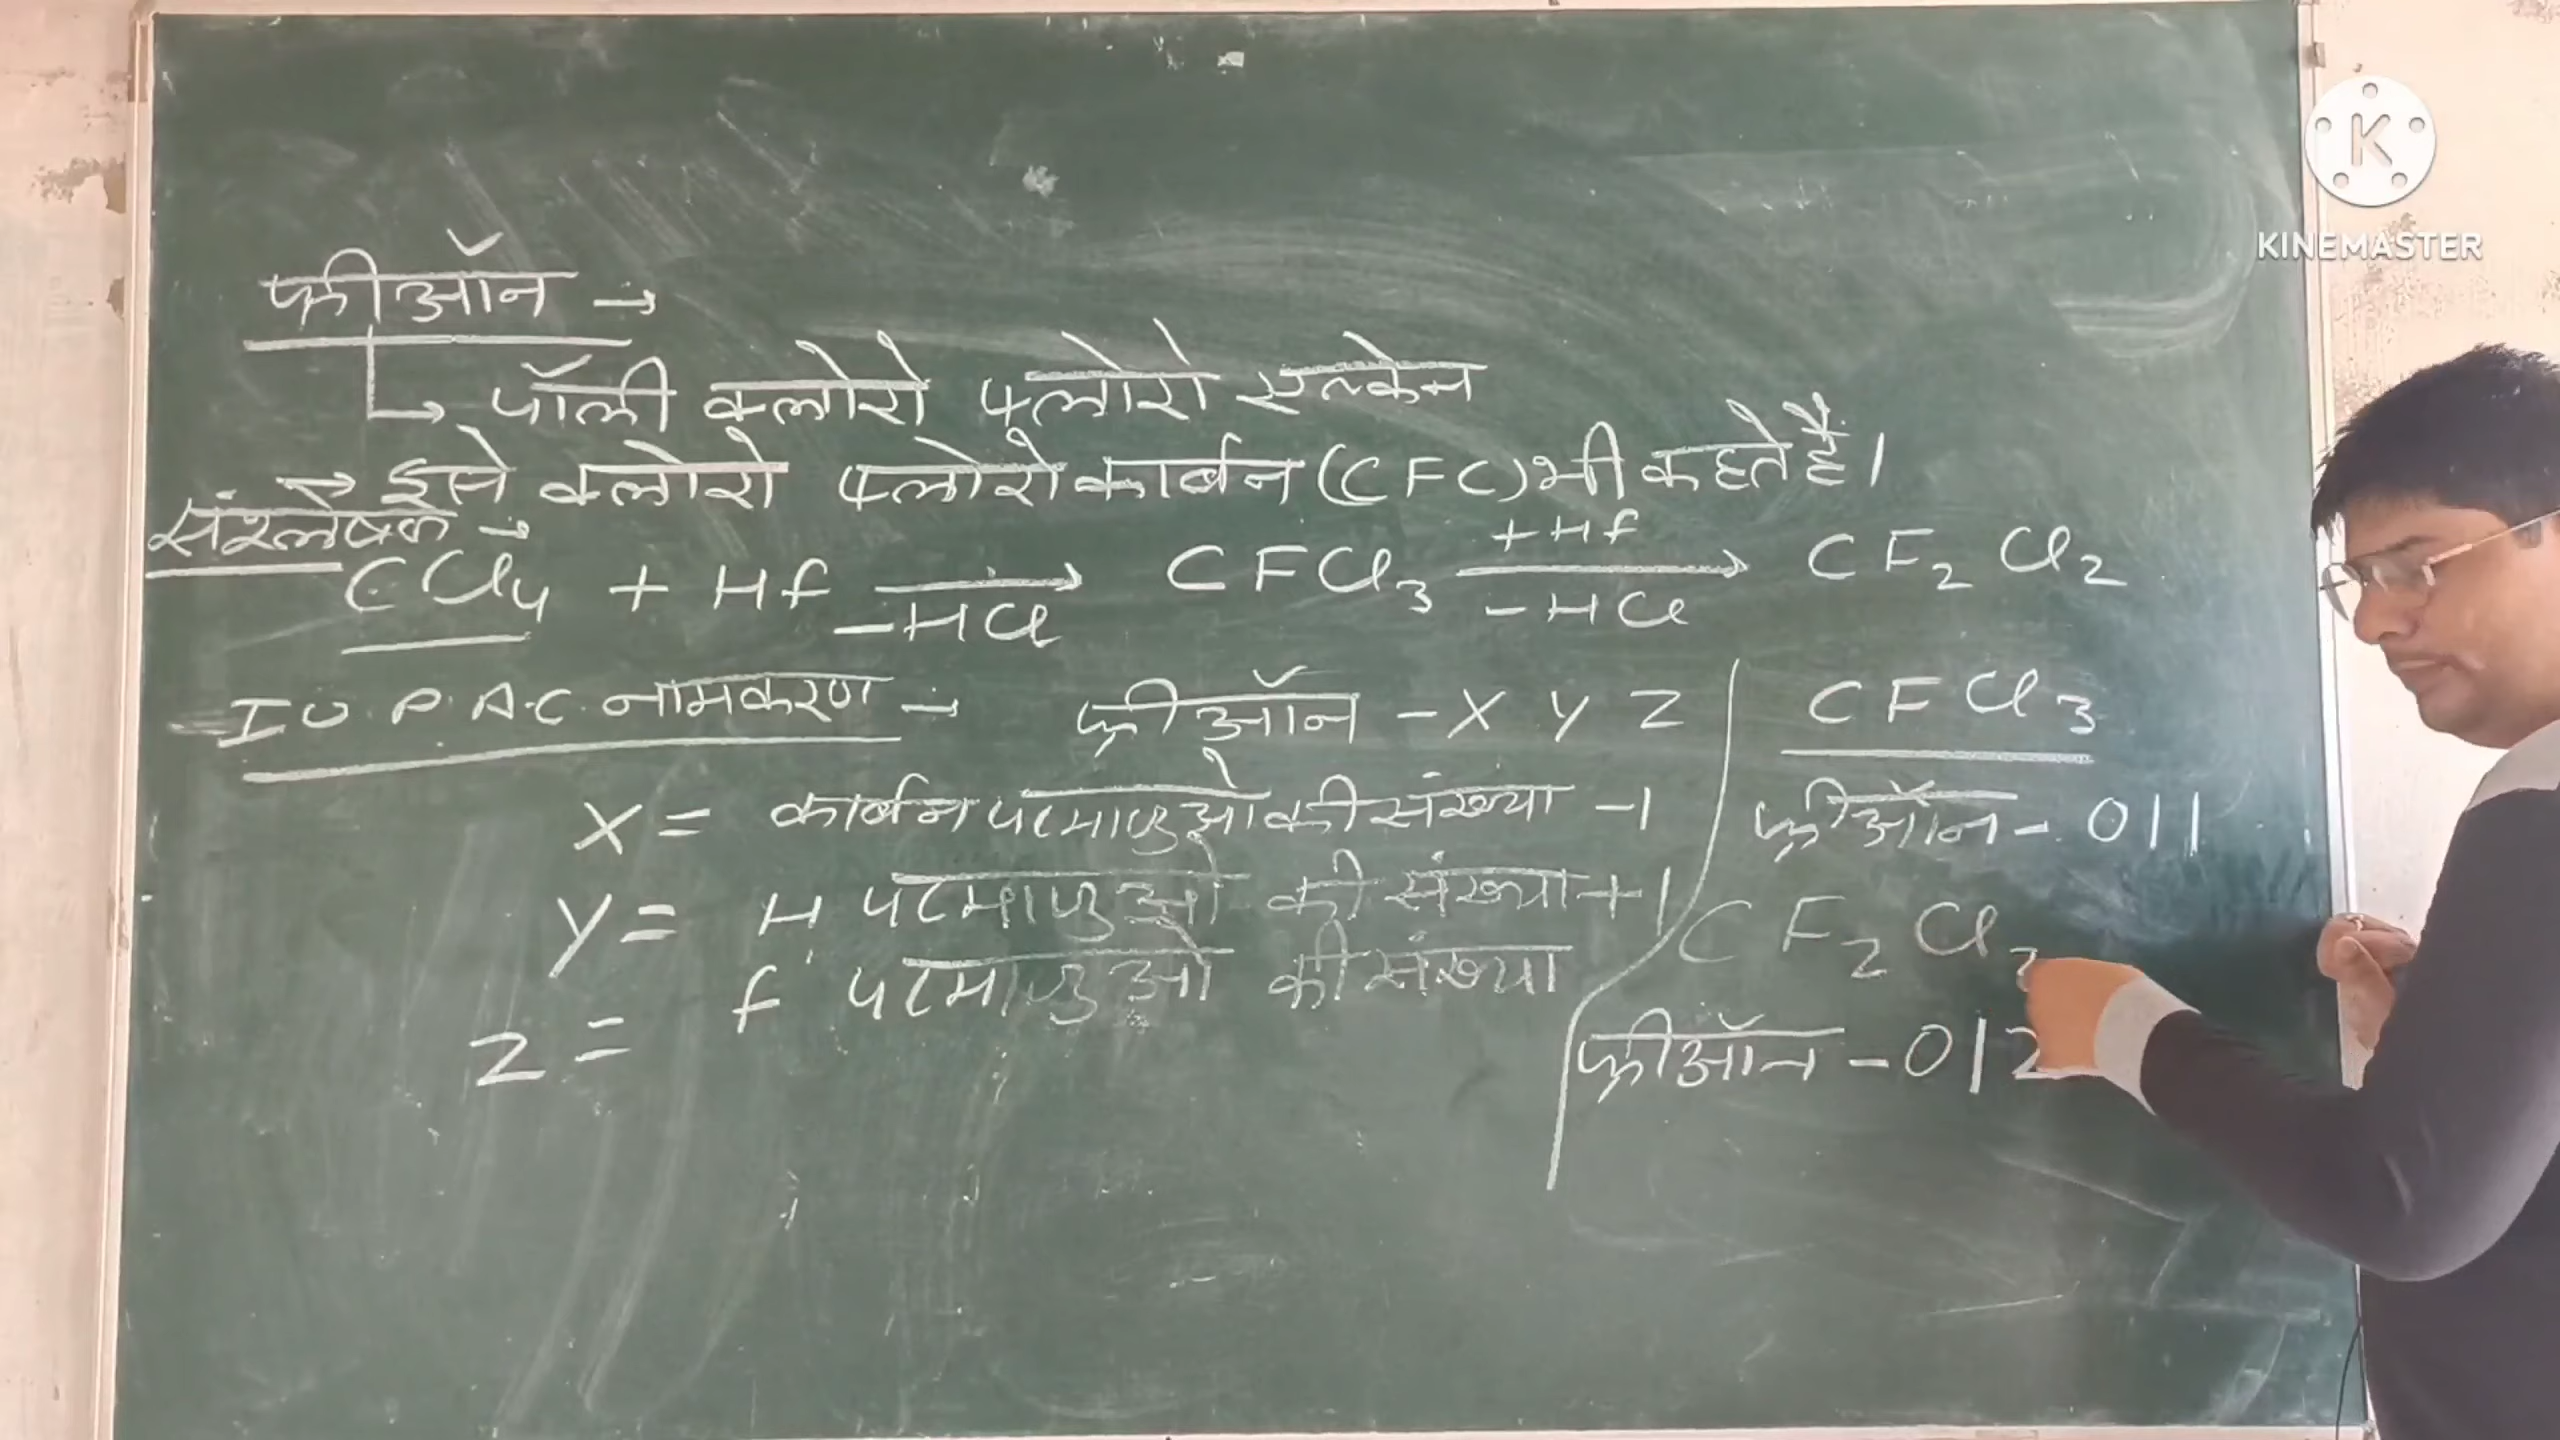 फ्रीऑन →
→ पॉली क्लोरो फ्लोरो एल्केन
→ इसे क्लोरो फ्लोरो कार्बन (CFC) भी कहते हैं।
संश्लेषण →
CCl₄ + Hf —HCl→ CFCl₃ +Hf —HCl→ CF₂Cl₂
I U.P.A.C. नामकरण → फ्रीऑन - X Y Z
X = कार्बन परमाणुओं की संख्या -1
Y = H परमाणुओ की संख्या +1
Z = f परमाणुओ की संख्या
CFCl₃
फ्रीऑन - 011
CF₂Cl₂
फ्रीऑन - 012
K
KINEMASTER